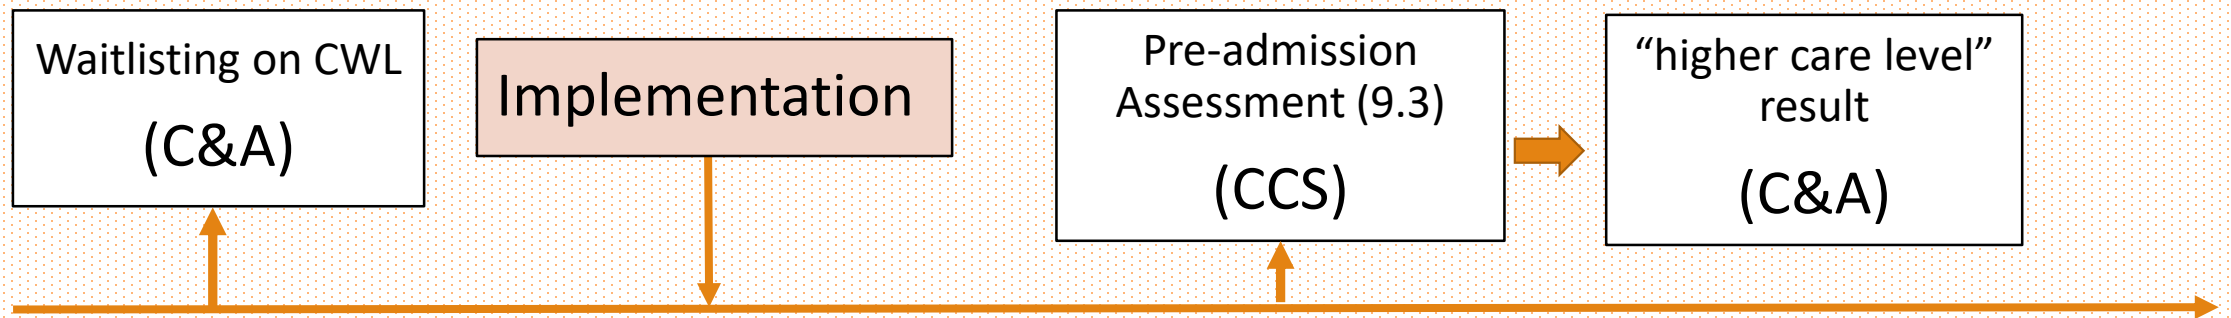 Waitlisting on CWL
(C&A)
Implementation
Pre-admission
Assessment (9.3)
(CCS)
“higher care level”
result
(C&A)